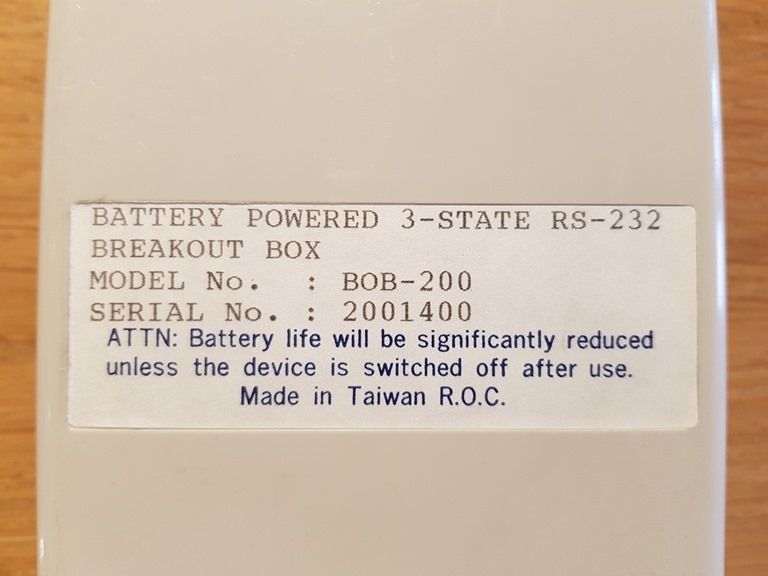 BATTERY POWERED 3-STATE RS-232
BREAKOUT BOX
MODEL No. : BOB-200
SERIAL No. : 2001400
ATTN: Battery life will be significantly reduced
unless the device is switched off after use.
Made in Taiwan R.O.C.